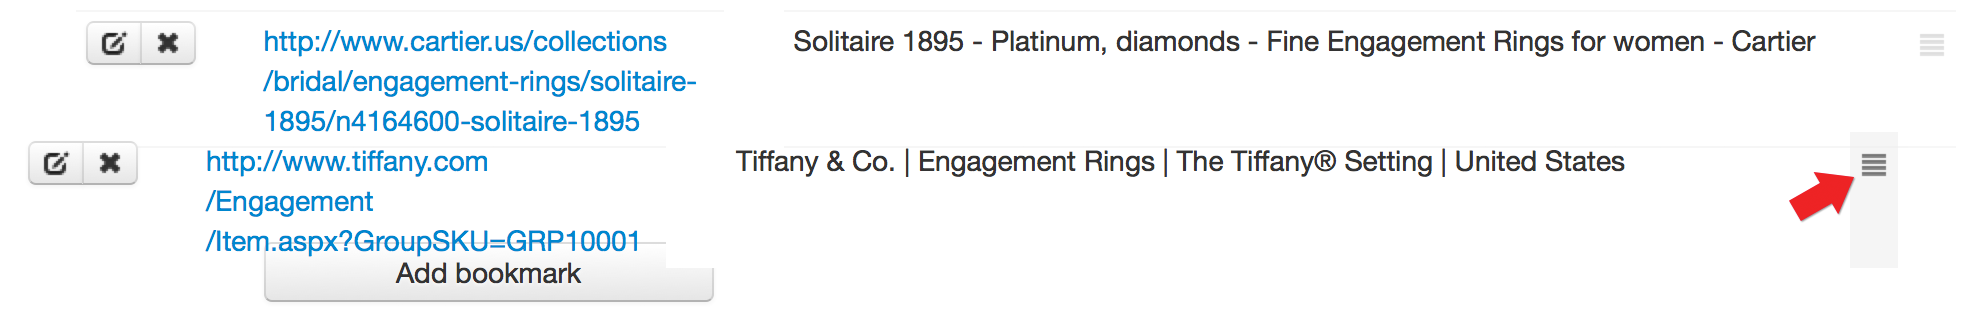 http://www.cartier.us/collections
/bridal/engagement-rings/solitaire-
1895/n4164600-solitaire-1895
Solitaire 1895 - Platinum, diamonds - Fine Engagement Rings for women - Cartier
http://www.tiffany.com
/Engagement
/Item.aspx?GroupSKU=GRP10001
Tiffany & Co. | Engagement Rings | The Tiffany® Setting | United States
Add bookmark